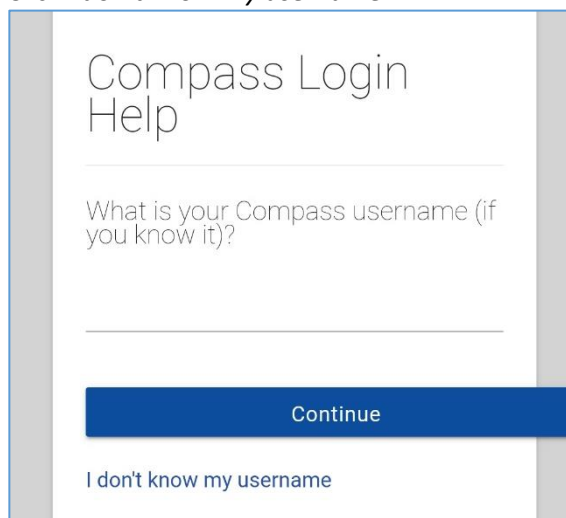 Compass Login
Help
What is your Compass username (if
you know it)?
Continue
I don't know my username